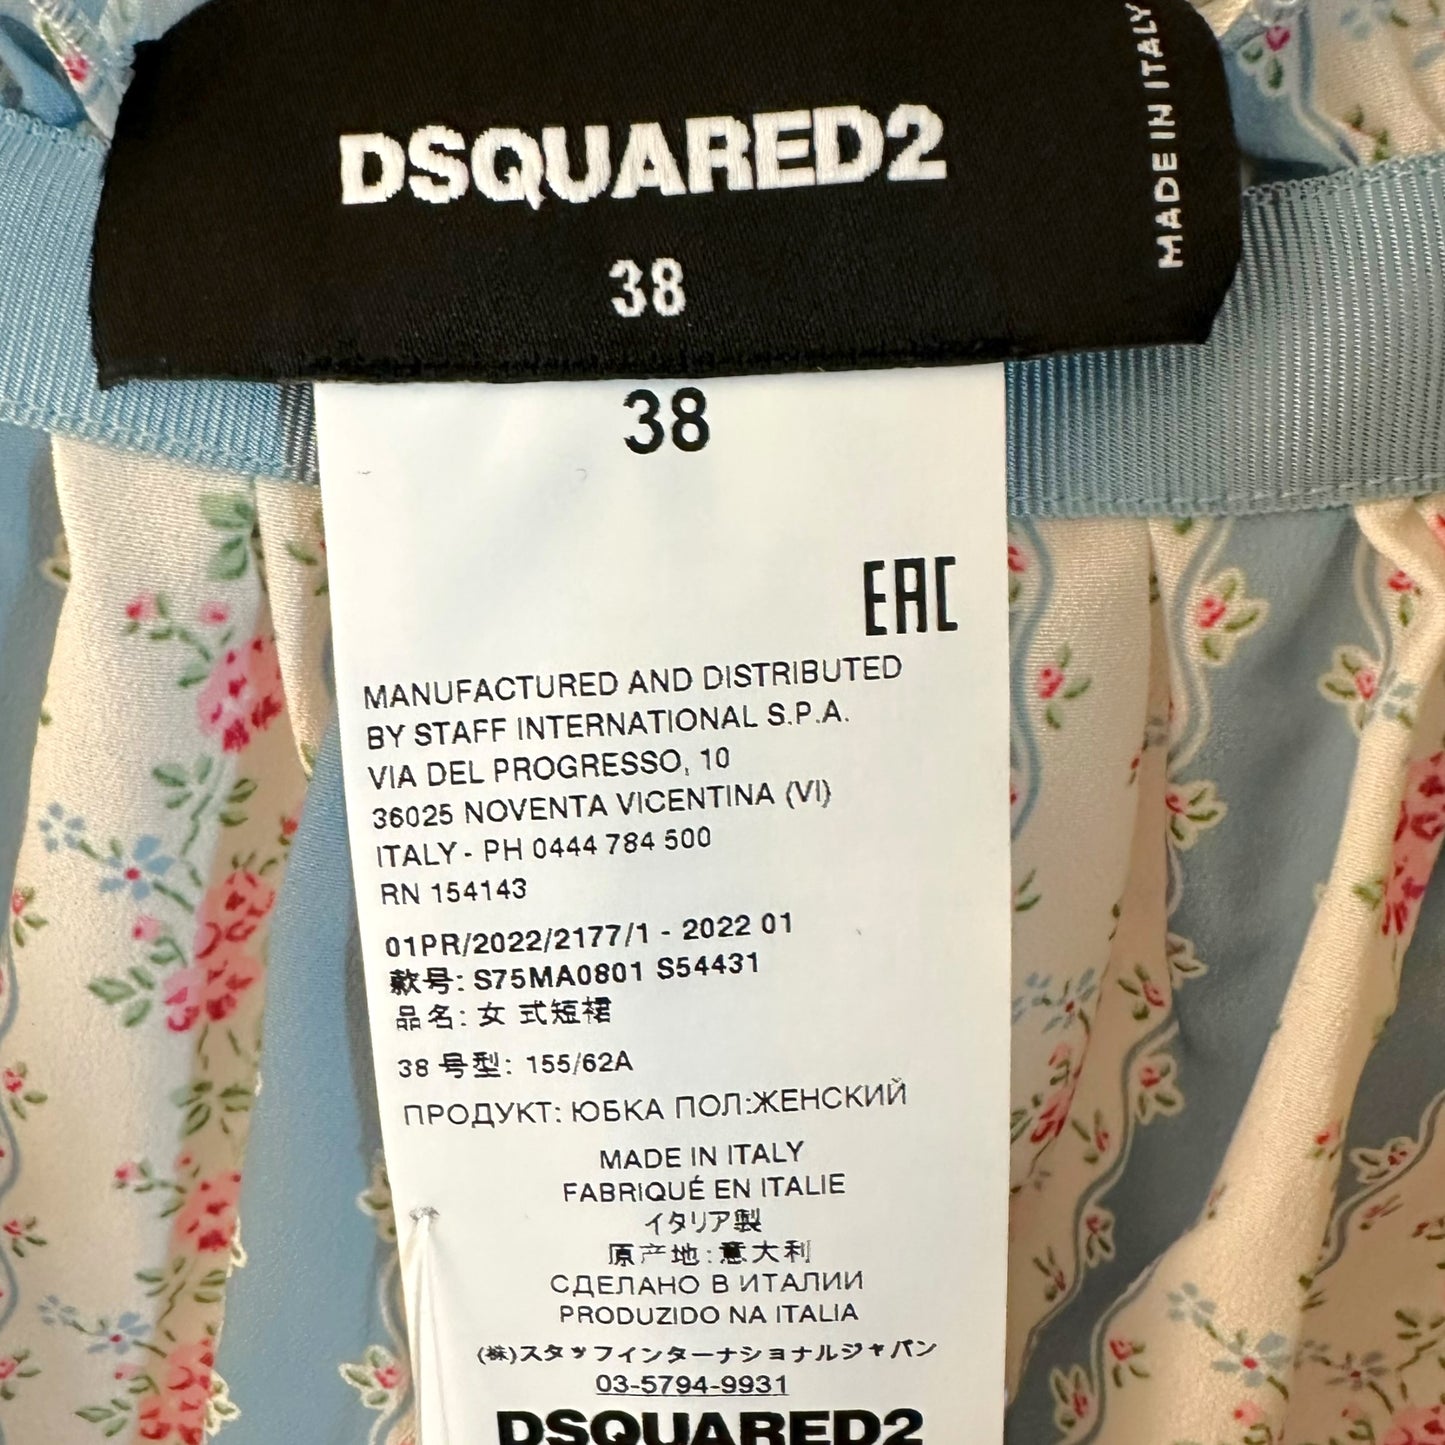 DSQUARED2
38
MADE IN ITALY
38
EAC
MANUFACTURED AND DISTRIBUTED
BY STAFF INTERNATIONAL S.P.A.
VIA DEL PROGRESSO, 10
36025 NOVENTA VICENTINA (VI)
ITALY - PH 0444 784 500
RN 154143
01PR/2022/2177/1 - 2022 01
款号: S75MA0801 S54431
品名: 女 式短裙
38 号型: 155/62A
ПРОДУКТ: ЮБКА ПОЛ:ЖЕНСКИЙ
MADE IN ITALY
FABRIQUÉ EN ITALIE
イタリア製
原产地:意大利
СДЕЛАНО В ИТАЛИИ
PRODUZIDO NA ITALIA
(株)スタッフインターナショナルジャパン
03-5794-9931
DSQUARED2